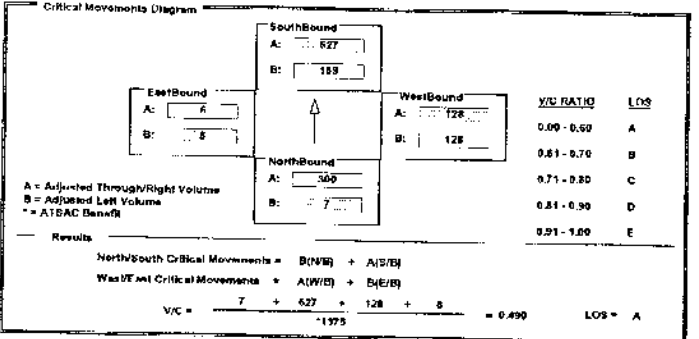 Critical Movements Diagram
SouthBound
A: 627
B: 159
EastBound
A: 6
B: 8
WestBound
A: 128
B: 128
NorthBound
A: 300
B: 7
V/C RATIO LOS
0.00 - 0.60 A
0.61 - 0.70 B
0.71 - 0.80 C
0.81 - 0.90 D
0.91 - 1.00 E
A = Adjusted Through/Right Volume
B = Adjusted Left Volume
* = ATSAC Benefit
Results
North/South Critical Movements = B(N/B) + A(S/B)
West/East Critical Movements = A(W/B) + B(E/B)
V/C = 7 + 627 + 128 + 8 = 0.490 LOS = A
*1375